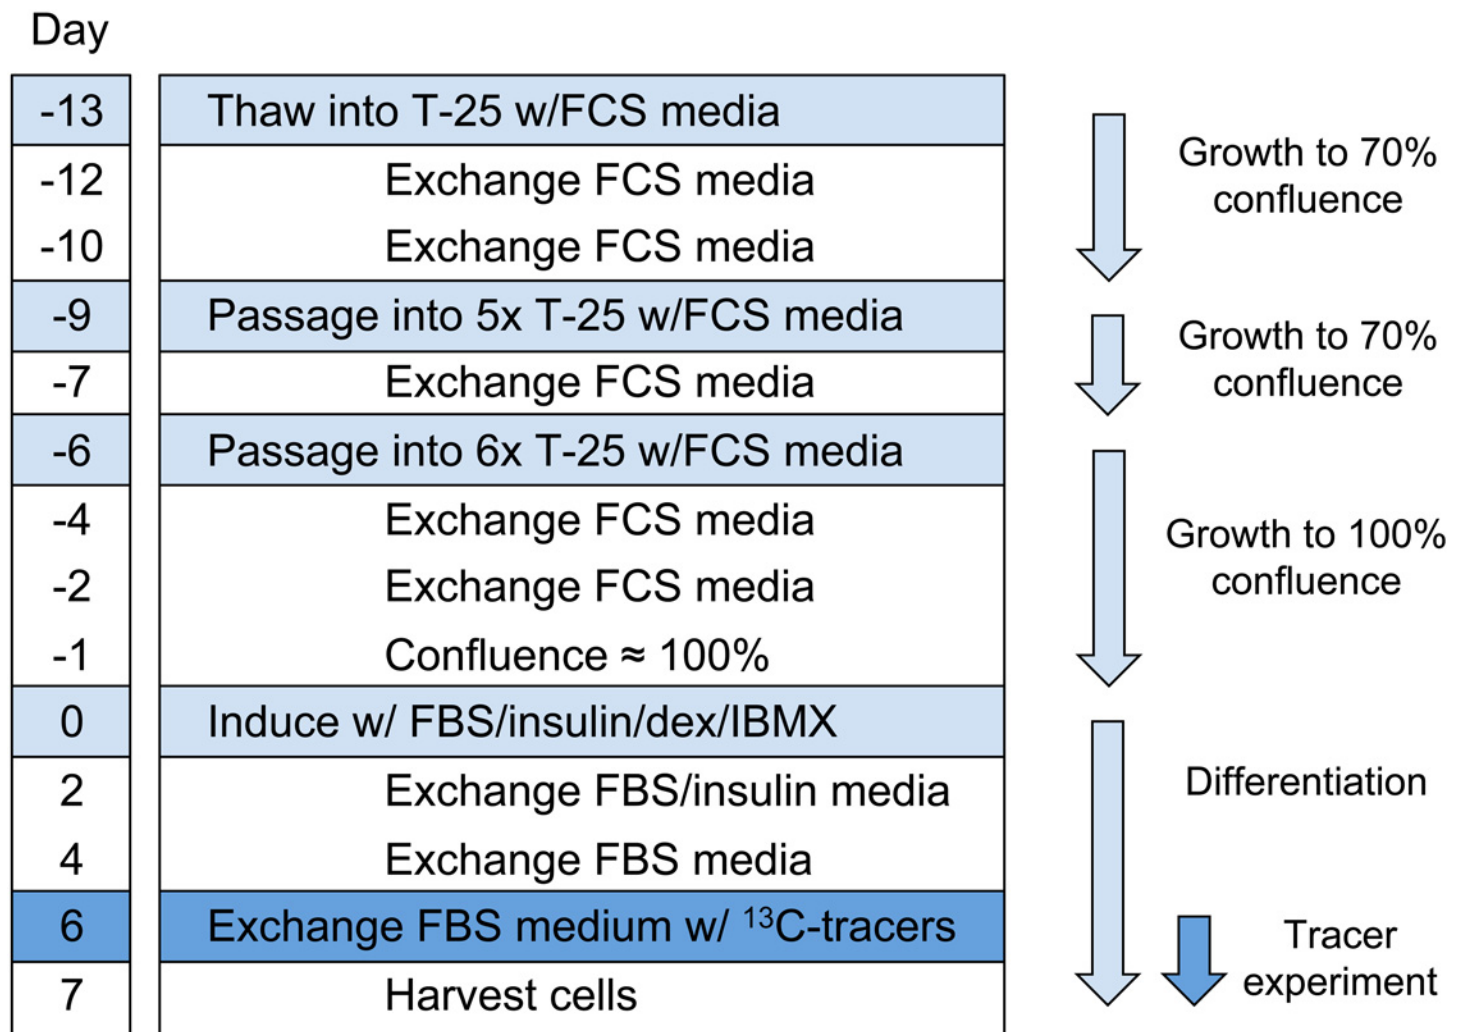 Day
-13 Thaw into T-25 w/FCS media
-12 Exchange FCS media
-10 Exchange FCS media
Growth to 70%
confluence
-9 Passage into 5x T-25 w/FCS media
-7 Exchange FCS media
Growth to 70%
confluence
-6 Passage into 6x T-25 w/FCS media
-4 Exchange FCS media
-2 Exchange FCS media
-1 Confluence ≈ 100%
Growth to 100%
confluence
0 Induce w/ FBS/insulin/dex/IBMX
2 Exchange FBS/insulin media
4 Exchange FBS media
Differentiation
6 Exchange FBS medium w/ ¹³C-tracers
7 Harvest cells
Tracer
experiment